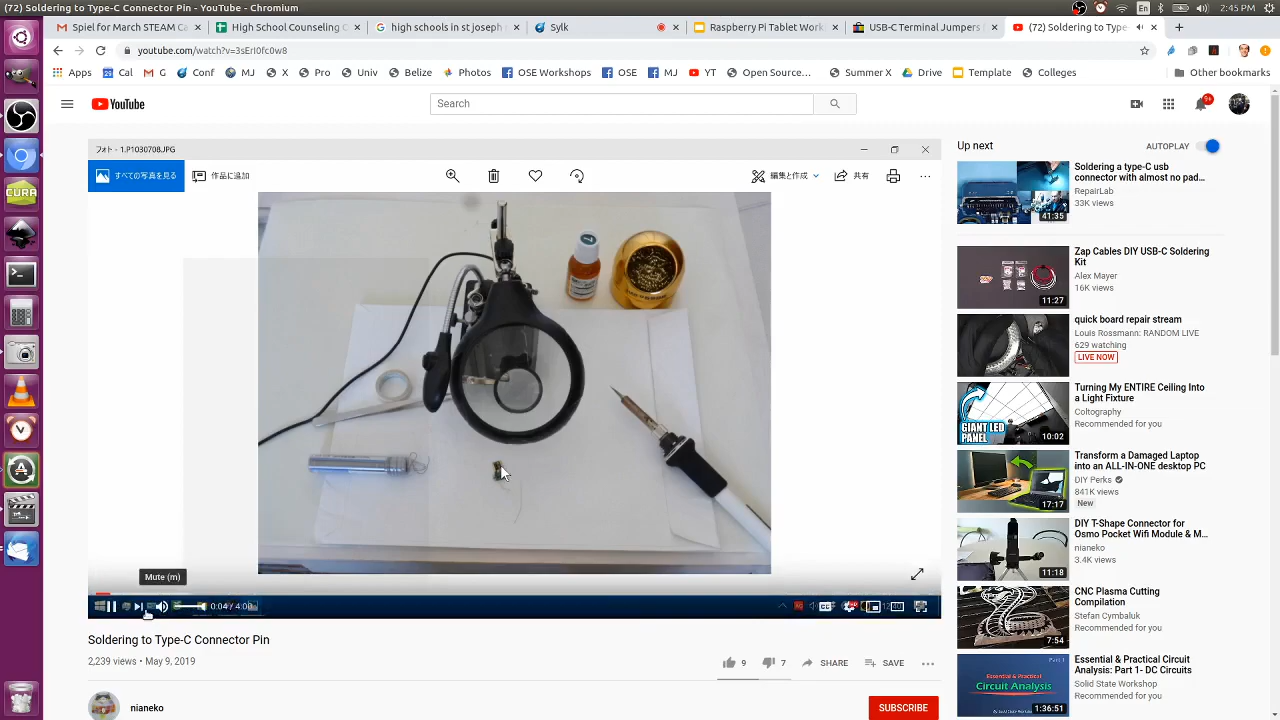 (72) Soldering to Type-C Connector Pin - YouTube - Chromium
En
2:45 PM
Spiel for March STEAM Ca
High School counseling C
high schools in st joseph
Sylk
Raspberry Pi Tablet Work
USB-C Terminal Jumpers
(72) Soldering to Type-
youtube.com/watch?v=3sErI0fc0w8
Apps
Cal
G
Conf
MJ
X
Pro
Univ
Belize
Photos
OSE Workshops
OSE
MJ
YT
Open Source…
Summer X
Drive
Template
Colleges
Other bookmarks
YouTube
Search
9+
フォト - 1.P1030708.JPG
すべての写真を見る
作品に追加
編集と作成
共有
Mute (m)
0:04 / 4:00
Soldering to Type-C Connector Pin
2,239 views • May 9, 2019
9
7
SHARE
SAVE
nianeko
SUBSCRIBE
Up next
AUTOPLAY
Soldering a type-C usb
connector with almost no pad…
RepairLab
33K views
41:35
Zap Cables DIY USB-C Soldering
Kit
Alex Mayer
16K views
11:27
quick board repair stream
Louis Rossmann: RANDOM LIVE
629 watching
LIVE NOW
Turning My ENTIRE Ceiling Into
a Light Fixture
Coltography
Recommended for you
GIANT LED
PANEL
10:02
Transform a Damaged Laptop
into an ALL-IN-ONE desktop PC
DIY Perks
841K views
New
17:17
DIY T-Shape Connector for
Osmo Pocket Wifi Module & M…
nianeko
3.4K views
11:18
CNC Plasma Cutting
Compilation
Stefan Cymbaluk
Recommended for you
7:54
Essential & Practical Circuit
Analysis: Part 1- DC Circuits
Solid State Workshop
Recommended for you
Part 1
Essential & Practical
Circuit Analysis
1:36:51
CURA